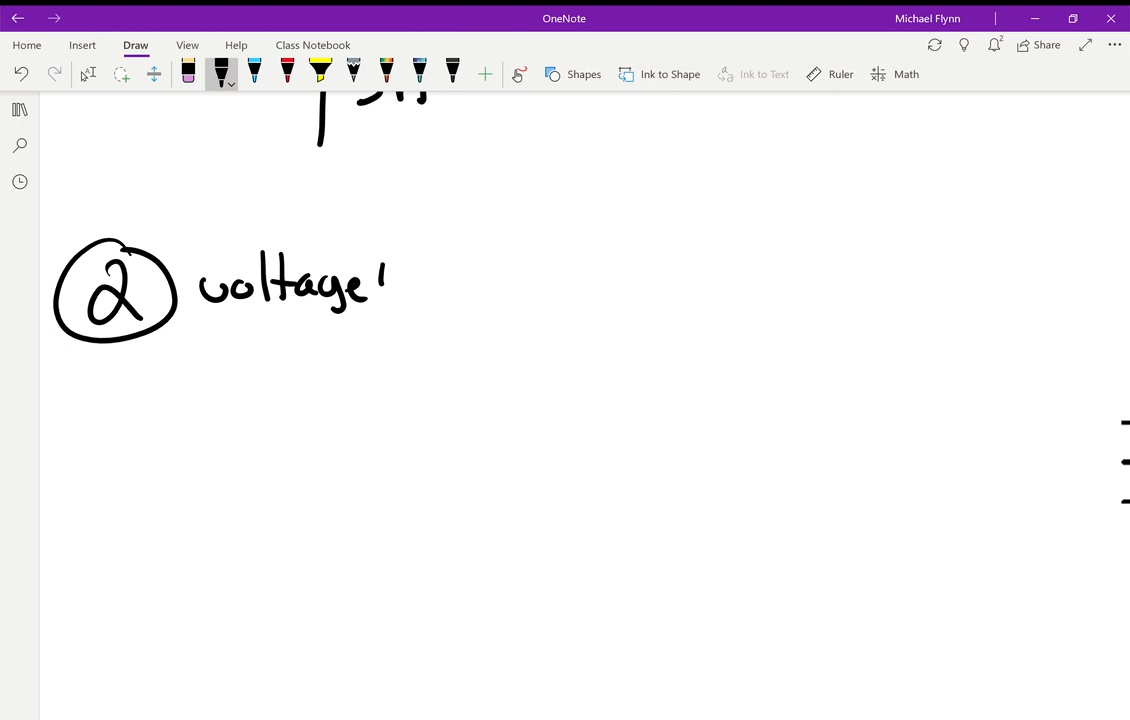 OneNote
Michael Flynn
Home Insert Draw View Help Class Notebook
2
Share
Shapes Ink to Shape Ink to Text Ruler Math
2 voltage